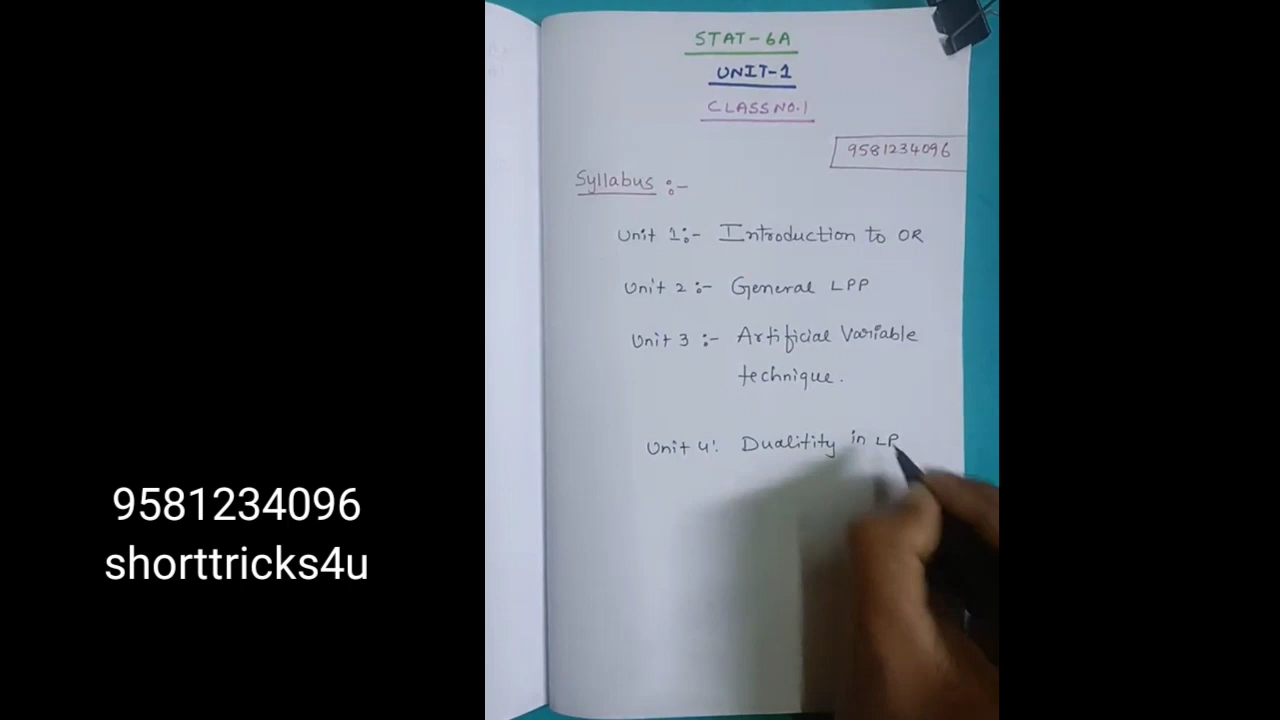 STAT-6A
UNIT-1
CLASS NO.1
9581234096
Syllabus :-
Unit 1:- Introduction to OR
Unit 2 :- General LPP
Unit 3 :- Artificial Variable
technique.
Unit 4: Dualitity in LP
9581234096
shorttricks4u